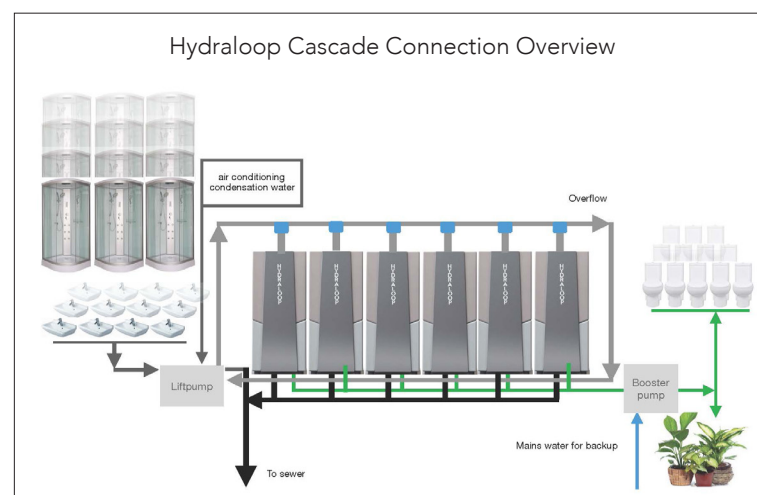 Hydraloop Cascade Connection Overview
air conditioning
condensation water
Overflow
HYDRALOOP
HYDRALOOP
HYDRALOOP
HYDRALOOP
HYDRALOOP
HYDRALOOP
Liftpump
Booster
pump
Mains water for backup
To sewer